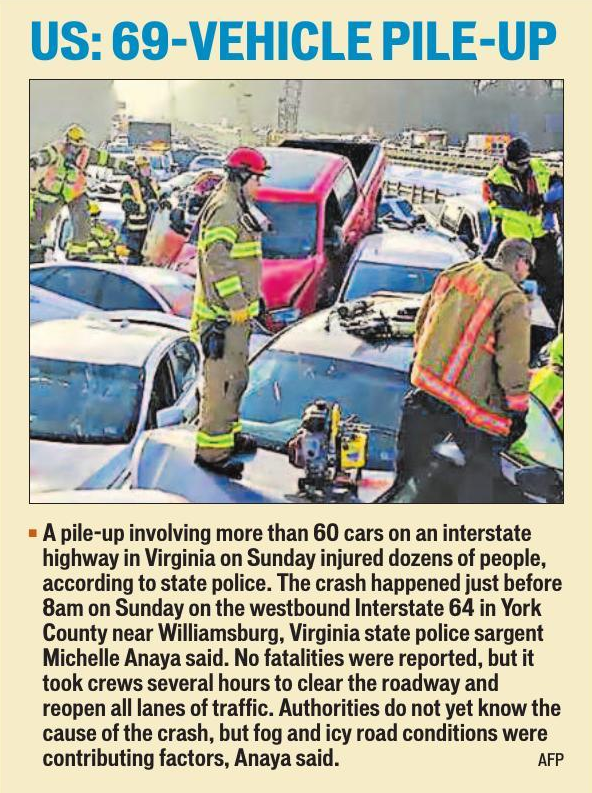 US: 69-VEHICLE PILE-UP
A pile-up involving more than 60 cars on an interstate
highway in Virginia on Sunday injured dozens of people,
according to state police. The crash happened just before
8am on Sunday on the westbound Interstate 64 in York
County near Williamsburg, Virginia state police sargent
Michelle Anaya said. No fatalities were reported, but it
took crews several hours to clear the roadway and
reopen all lanes of traffic. Authorities do not yet know the
cause of the crash, but fog and icy road conditions were
contributing factors, Anaya said. AFP